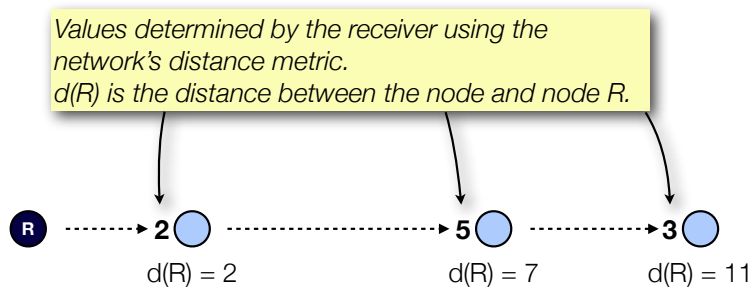 Values determined by the receiver using the
network's distance metric.
d(R) is the distance between the node and node R.
R 2 5 3
d(R) = 2 d(R) = 7 d(R) = 11